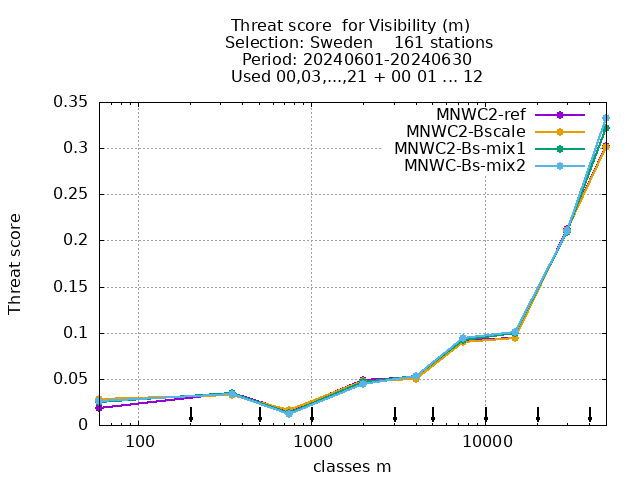 Threat score  for Visibility (m)
Selection: Sweden    161 stations
Period: 20240601-20240630
Used 00,03,...,21 + 00 01 ... 12
MNWC2-ref
MNWC2-Bscale
MNWC2-Bs-mix1
MNWC-Bs-mix2
Threat score
0.35
0.3
0.25
0.2
0.15
0.1
0.05
0
100 1000 10000
classes m